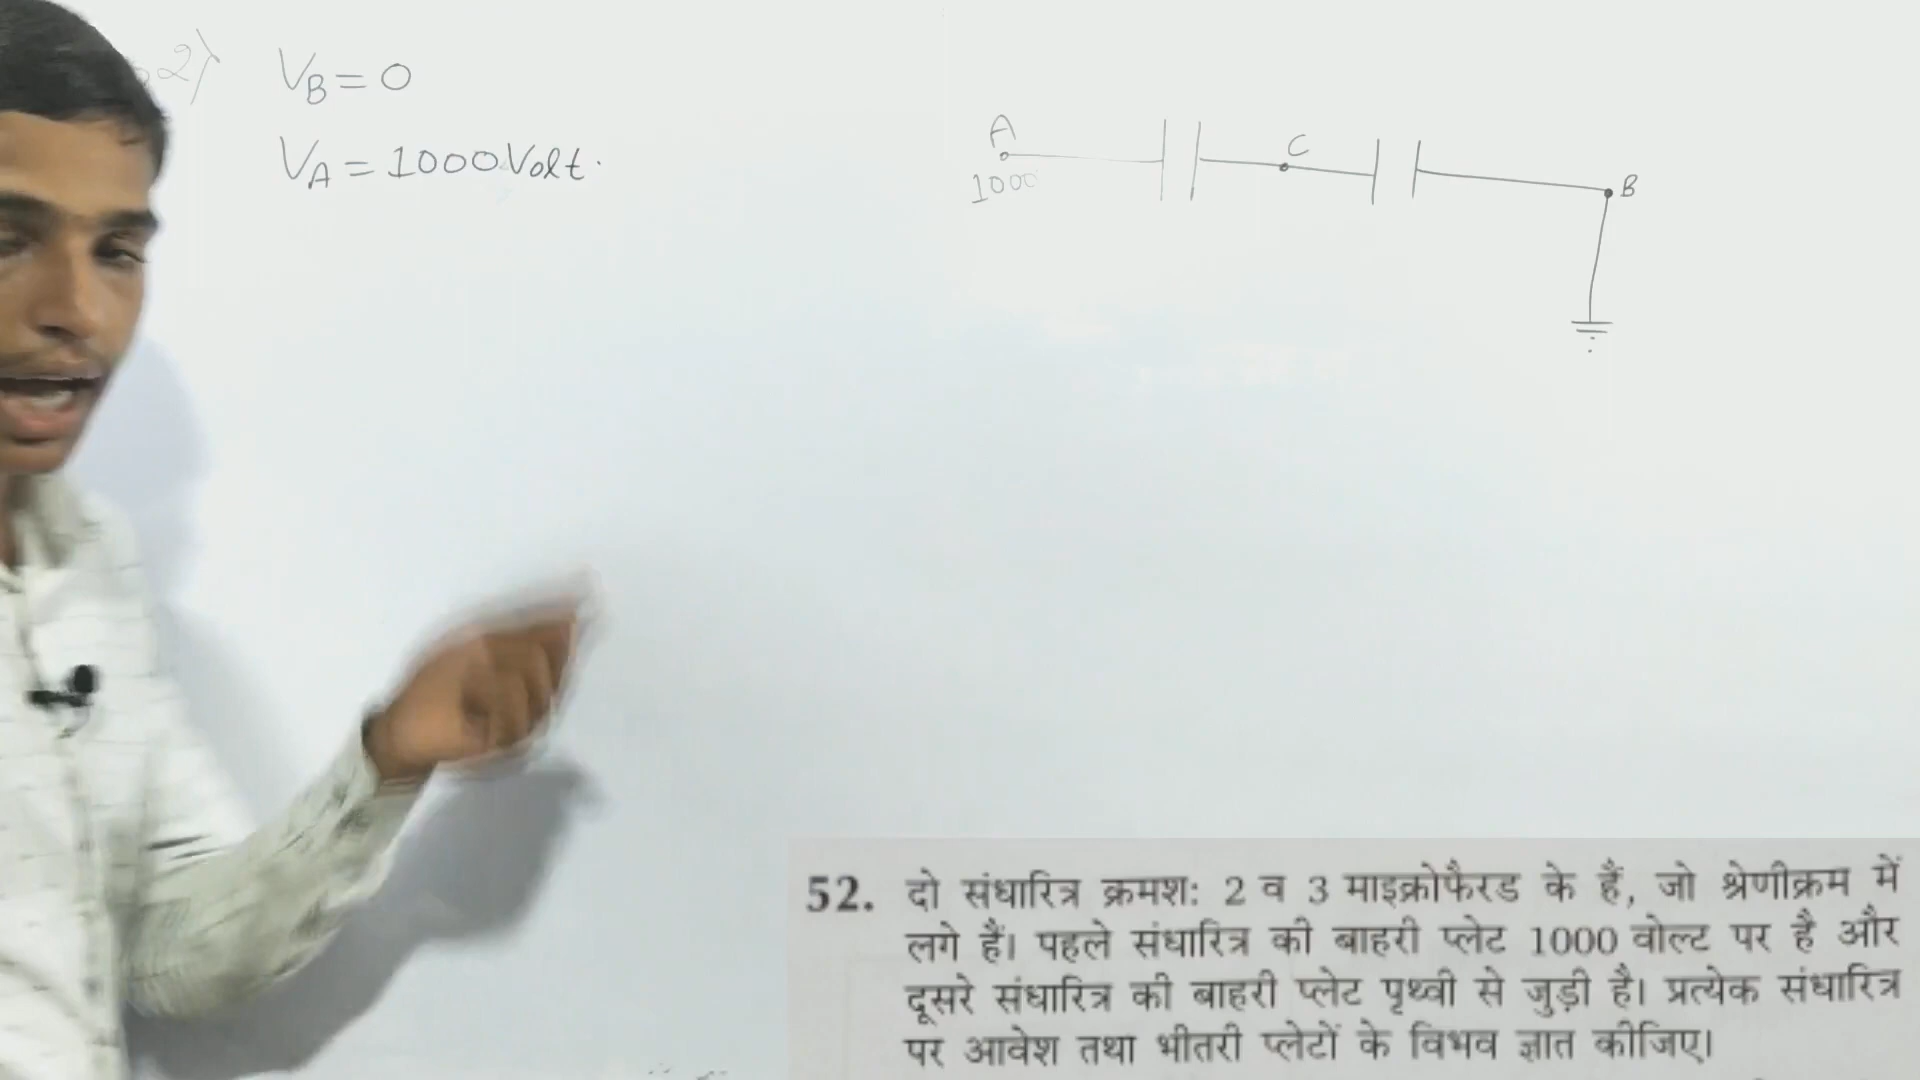 V_B = 0
V_A = 1000 Volt.
A
C
B
1000
52. दो संधारित्र क्रमशः 2 व 3 माइक्रोफैरड के हैं, जो श्रेणीक्रम में
लगे हैं। पहले संधारित्र की बाहरी प्लेट 1000 वोल्ट पर है और
दूसरे संधारित्र की बाहरी प्लेट पृथ्वी से जुड़ी है। प्रत्येक संधारित्र
पर आवेश तथा भीतरी प्लेटों के विभव ज्ञात कीजिए।